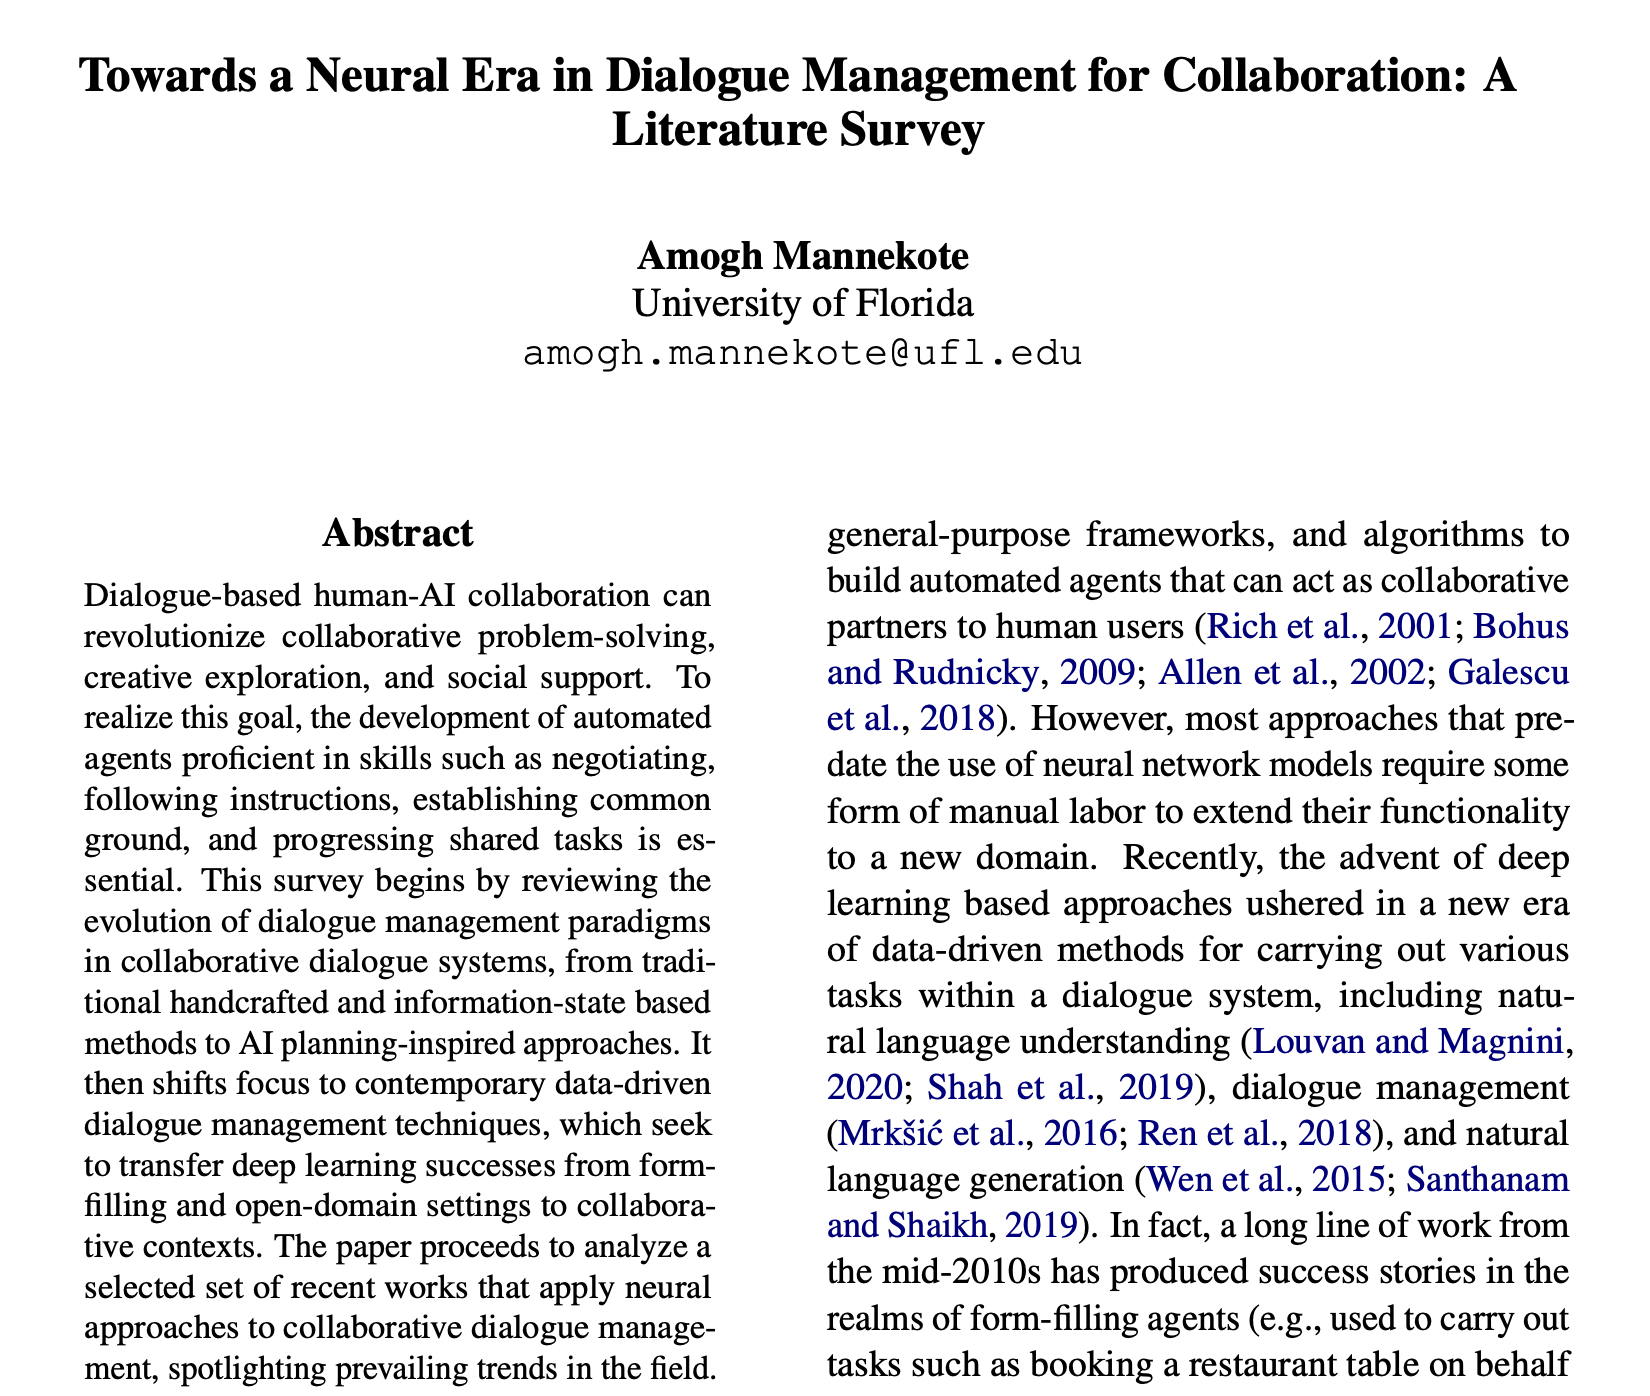 Towards a Neural Era in Dialogue Management for Collaboration: A
Literature Survey
Amogh Mannekote
University of Florida
amogh.mannekote@ufl.edu
Abstract
Dialogue-based human-AI collaboration can
revolutionize collaborative problem-solving,
creative exploration, and social support. To
realize this goal, the development of automated
agents proficient in skills such as negotiating,
following instructions, establishing common
ground, and progressing shared tasks is es-
sential. This survey begins by reviewing the
evolution of dialogue management paradigms
in collaborative dialogue systems, from tradi-
tional handcrafted and information-state based
methods to AI planning-inspired approaches. It
then shifts focus to contemporary data-driven
dialogue management techniques, which seek
to transfer deep learning successes from form-
filling and open-domain settings to collabora-
tive contexts. The paper proceeds to analyze a
selected set of recent works that apply neural
approaches to collaborative dialogue manage-
ment, spotlighting prevailing trends in the field.
general-purpose frameworks, and algorithms to
build automated agents that can act as collaborative
partners to human users (Rich et al., 2001; Bohus
and Rudnicky, 2009; Allen et al., 2002; Galescu
et al., 2018). However, most approaches that pre-
date the use of neural network models require some
form of manual labor to extend their functionality
to a new domain. Recently, the advent of deep
learning based approaches ushered in a new era
of data-driven methods for carrying out various
tasks within a dialogue system, including natu-
ral language understanding (Louvan and Magnini,
2020; Shah et al., 2019), dialogue management
(Mrkšić et al., 2016; Ren et al., 2018), and natural
language generation (Wen et al., 2015; Santhanam
and Shaikh, 2019). In fact, a long line of work from
the mid-2010s has produced success stories in the
realms of form-filling agents (e.g., used to carry out
tasks such as booking a restaurant table on behalf